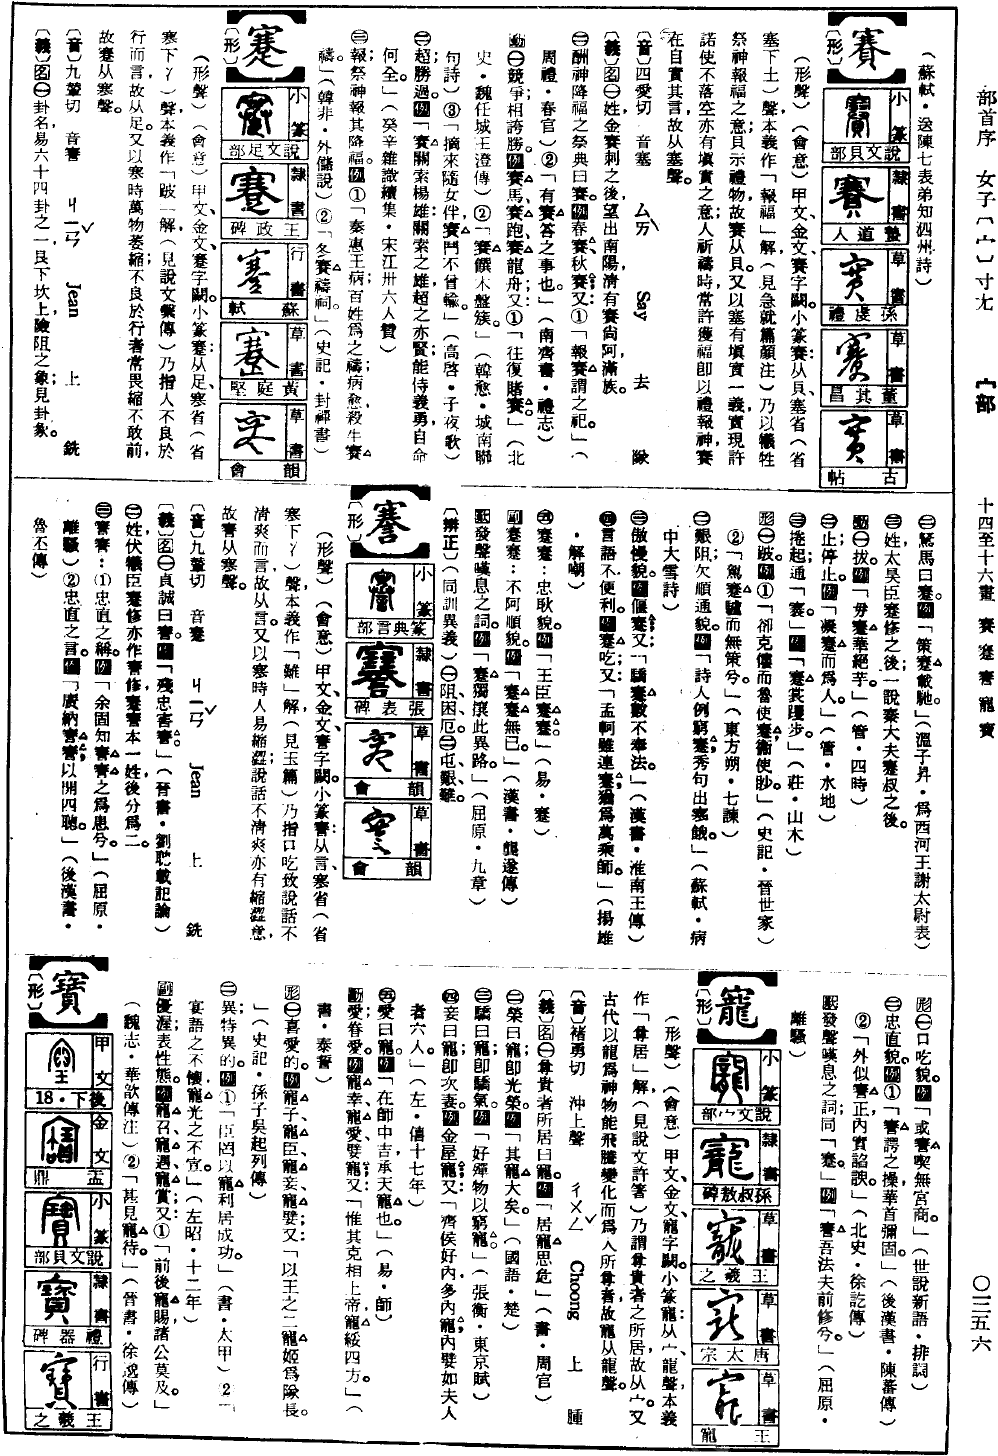 部首序 女子〔宀〕寸尢 【宀部】 十四至十六畫 賽蹇謇寵寶 〇三五六
（蘇軾・送陳七表弟知泗州詩）
賽
〔形〕
小篆 說文貝部
隸書 蟄道人
草書 孫虔禮
草書 董其昌
草書 古帖
（形聲）（會意）甲文、金文賽字闕。小篆賽：从貝、塞省（省
塞下土）聲，本義作「報福」解（見急就篇顏注）乃以犧牲
祭神報福之意；貝示禮物，故賽从貝。又以塞有填實一義，實現許
諾使不落空亦有填實之意，人祈禱時常許獲福卽以禮報神，賽
在自實其言，故从塞聲。
〔音〕四愛切 音塞 ㄙㄞˋ Say 去 隊
〔義〕名㊀姓，金賽刺之後，望出南陽；清有賽尚阿，滿族。
㊁酬神降福之祭典曰賽。例春賽、秋賽；又：①「報賽謂之祀。」（
周禮・春官）②「有賽答之事也。」（南齊書・禮志）
動㊀競爭；相誇勝。例賽馬、賽跑、賽龍舟；又：①「往復賭賽。」（北
史・魏任城王澄傳）②「賽饌木盤簇。」（韓愈・城南聯
句詩）③「摘來隨女伴，賽鬥不曾輸。」（高啓・子夜歌）
㊁超勝；過。例「賽關索楊雄：關索之雄，超之亦賢；能侍義勇，自命
何全。」（癸辛雜識續集・宋江卅六人贊）
㊂報祭神，報其降福。例①「秦惠王病，百姓爲之禱；病愈，殺牛賽
禱。」（韓非・外儲說）②「冬賽禱祠。」（史記・封禪書）
蹇
〔形〕
小篆 說文足部
隸書 王政碑
行書 蘇軾
草書 黃庭堅
草書 韻會
（形聲）（會意）甲文、金文蹇字闕。小篆蹇：从足、寒省（省
寒下冫）聲，本義作「跛」解（見說文繫傳）乃指人不良於
行而言，故从足。又以寒時萬物萎縮，不良於行者常畏縮不敢前，
故蹇从寒聲。
〔音〕九輦切 音謇 ㄐㄧㄢˇ Jean 上 銑
〔義〕名㊀卦名，易六十四卦之一，艮下坎上，險阻之象；見卦象。
㊁駑馬曰蹇。例「策蹇載馳。」（溫子昇・爲西河王謝太尉表）
㊂姓，太昊臣蹇修之後；一說秦大夫蹇叔之後。
動㊀拔。例「毋蹇華絕芋。」（管・四時）
㊁止；停止。例「凝蹇而爲人。」（管・水地）
㊂捲起；通「褰」。例「蹇裳躩步。」（莊・山木）
形㊀跛。例①「郤克僂，而魯使蹇，衞使眇。」（史記・晉世家）
②「駕蹇驢而無策兮。」（東方朔・七諫）
㊁艱阻欠順通貌。例「詩人例窮蹇，秀句出寒餓。」（蘇軾・病
中大雪詩）
㊂傲慢貌。例偃蹇；又「驕蹇，數不奉法。」（漢書・淮南王傳）
㊃言語不便利。例蹇吃；又：「孟軻雖連蹇，猶爲萬乘師。」（揚雄
・解嘲）
㊄蹇蹇：忠耿貌。例「王臣蹇蹇。」（易・蹇）
副蹇蹇：不阿順貌。例「蹇蹇無已。」（漢書・龔遂傳）
助發聲嘆息之詞。例「蹇獨懷此異路。」（屈原・九章）
〔辨正〕（同訓異義）㊀阻、困、厄。㊁屯、艱、難。
謇
〔形〕
小篆 篆典言部
隸書 張表碑
草書 韻會
草書 韻會
（形聲）（會意）甲文、金文謇字闕。小篆謇：从言、寒省（省
寒下冫）聲，本義作「難」解（見玉篇）乃指口吃致說話不
清爽而言，故从言。又以寒時人易縮澀，說話不清爽亦有縮澀意，
故謇从寒聲。
〔音〕九輦切 音蹇 ㄐㄧㄢˇ Jean 上 銑
〔義〕名㊀貞誠曰謇。例「殘忠害謇。」（晉書・劉聰載記論）
㊁姓，伏犧臣蹇修亦作謇修，蹇謇本一姓，後分爲二。
㊂謇謇：①忠直之稱。例「余固知謇謇之爲患兮。」（屈原・
離騷）②忠直之言。例「廣納謇謇，以開四聰。」（後漢書・
魯丕傳）
形㊀口吃貌。例「或謇喫無宮商。」（世說新語・排調）
㊁忠直貌。例①「謇諤之操，華首彌固。」（後漢書・陳蕃傳）
②「外似謇正，內實諂諛。」（北史・徐訖傳）
助發聲嘆息之詞，同「蹇」。例「謇吾法夫前修兮。」（屈原・
離騷）
寵
〔形〕
小篆 說文宀部
隸書 孫叔敖碑
草書 王羲之
草書 唐太宗
草書 王寵
（形聲）（會意）甲文、金文寵字闕。小篆寵：从宀、龍聲，本義
作「尊居」解（見說文許箸）乃謂尊貴者之所居，故从宀。又
古代以龍爲神物，能飛騰變化而爲人所尊者，故寵从龍聲。
〔音〕褚勇切 沖上聲 ㄔㄨㄥˇ Choong 上 腫
〔義〕名㊀尊貴者所居曰寵。例「居寵思危。」（書・周官）
㊁榮曰寵，卽光榮。例「其寵大矣。」（國語・楚）
㊂驕曰寵，卽驕氣。例「好殫物以窮寵。」（張衡・東京賦）
㊃妾曰寵，卽次妻。例金屋寵；又「齊侯好內，多內寵，內嬖如夫人
者六人。」（左・僖十七年）
㊄愛曰寵。例「在師中吉，承天寵也。」（易・師）
動愛；眷愛。例寵幸、寵愛、嬖寵；又：「惟其克相上帝，寵綏四方。」（
書・泰誓）
形㊀喜愛的。例寵子、寵臣、寵妾、寵嬖；又「以王之二寵姬爲隊長。
」（史記・孫子吳起列傳）
㊁異特；異的。例①「臣罔以寵利居成功。」（書・太甲）②「
宴語之不懷，寵光之不宣。」（左昭・十二年）
副優渥，表性態。例寵召、寵遇、寵賞；又①「前後寵賜，諸公莫及。」
（魏志・華歆傳注）②「甚見寵待。」（晉書・徐邈傳）
寶
〔形〕
甲文 後下・18
金文 盂鼎
小篆 說文貝部
隸書 禮器碑
行書 王羲之